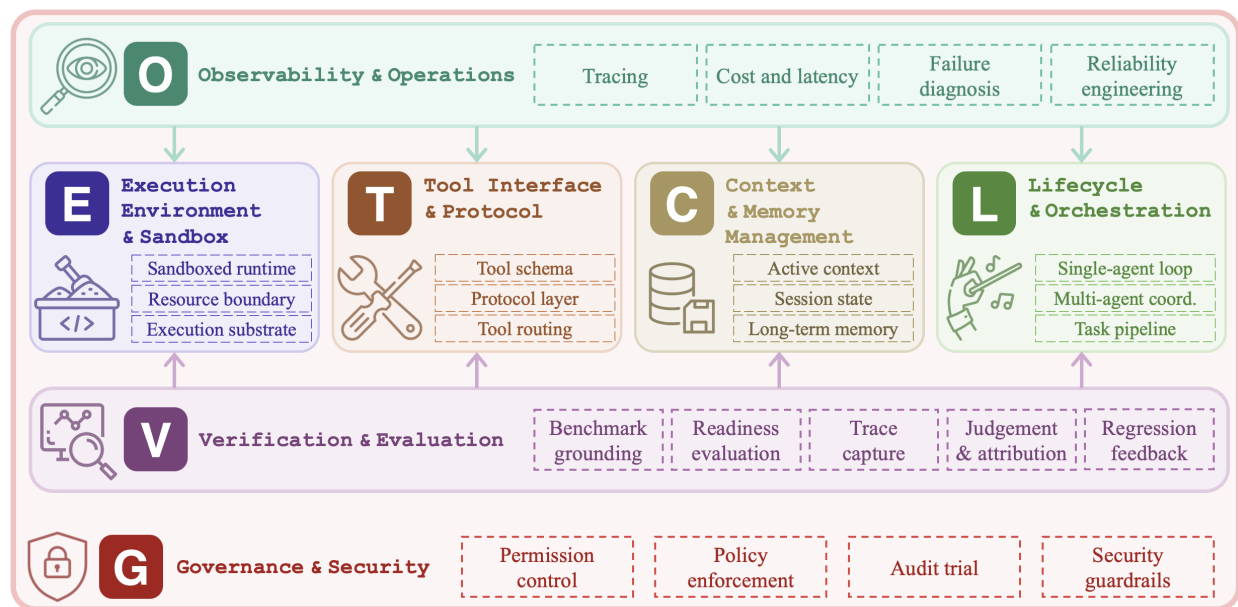 O
Observability & Operations
Tracing
Cost and latency
Failure
diagnosis
Reliability
engineering
E
Execution
Environment
& Sandbox
Sandboxed runtime
Resource boundary
</>
Execution substrate
T
Tool Interface
& Protocol
Tool schema
Protocol layer
Tool routing
C
Context
& Memory
Management
Active context
Session state
Long-term memory
L
Lifecycle
& Orchestration
Single-agent loop
Multi-agent coord.
Task pipeline
V
Verification & Evaluation
Benchmark
grounding
Readiness
evaluation
Trace
capture
Judgement
& attribution
Regression
feedback
G
Governance & Security
Permission
control
Policy
enforcement
Audit trial
Security
guardrails